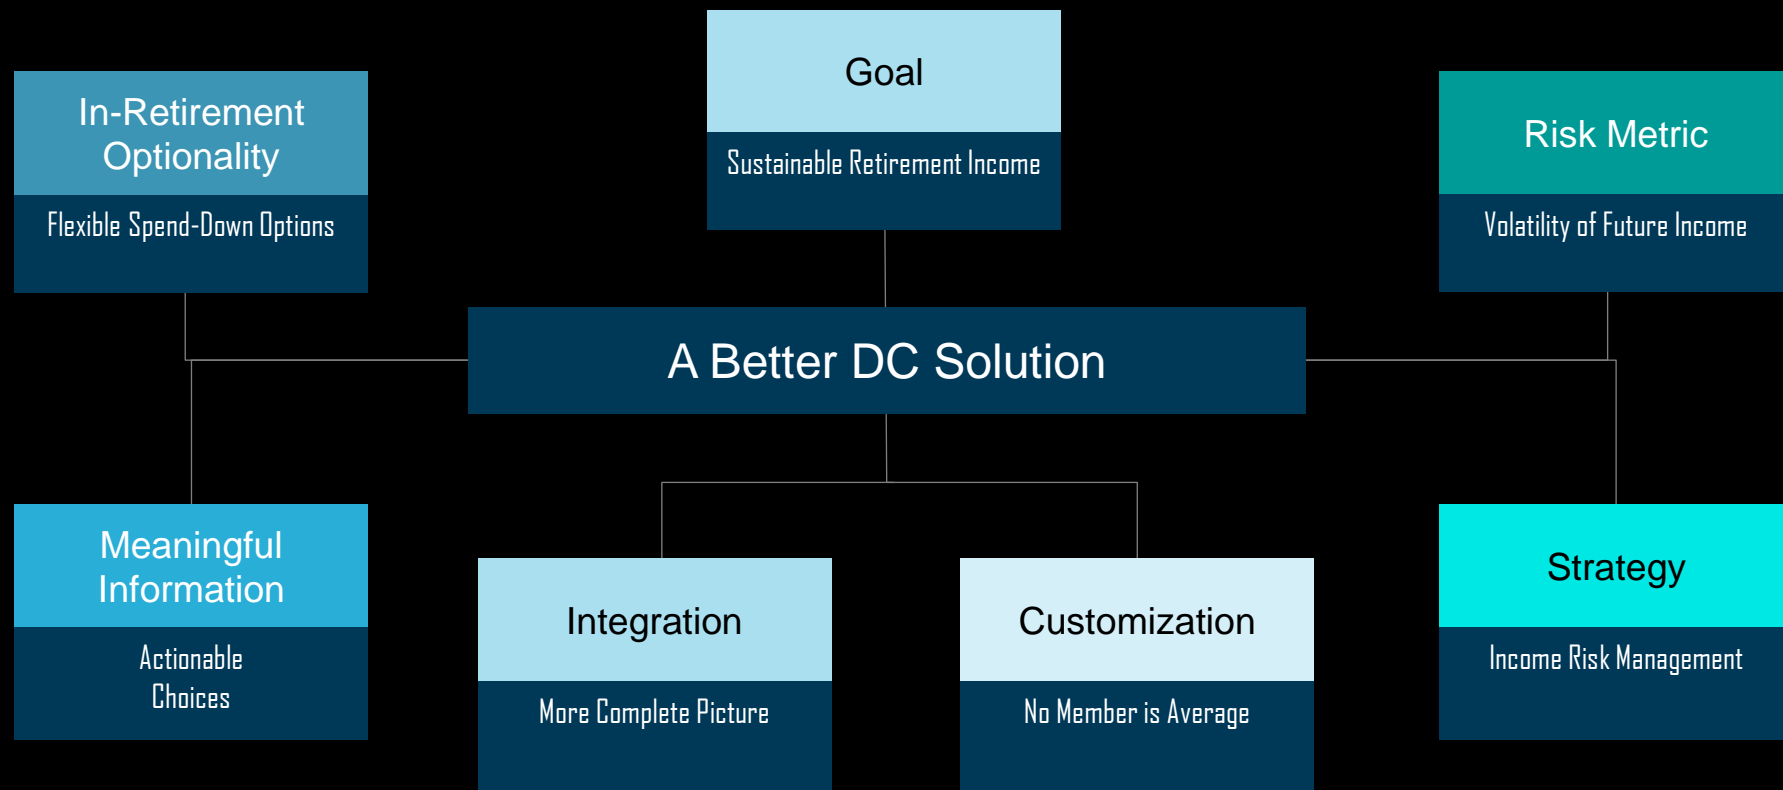 Goal
Sustainable Retirement Income
In-Retirement
Optionality
Flexible Spend-Down Options
Risk Metric
Volatility of Future Income
A Better DC Solution
Meaningful
Information
Actionable
Choices
Integration
More Complete Picture
Customization
No Member is Average
Strategy
Income Risk Management